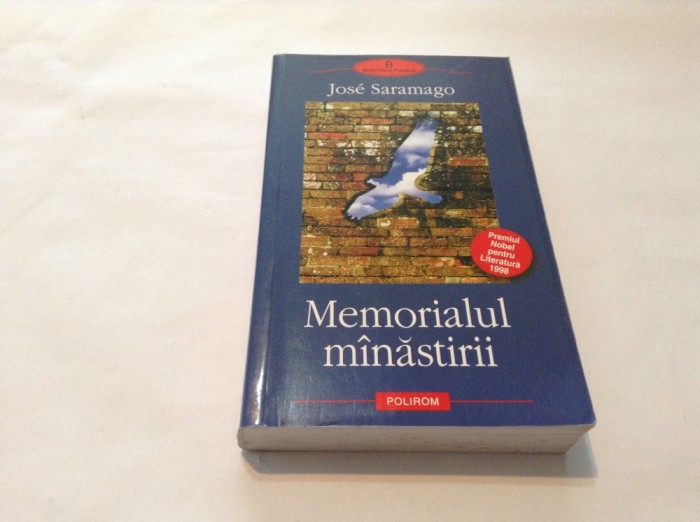 José Saramago
Premiul
Nobel
pentru
Literatură
1998
Memorialul
mînăstirii
POLIROM